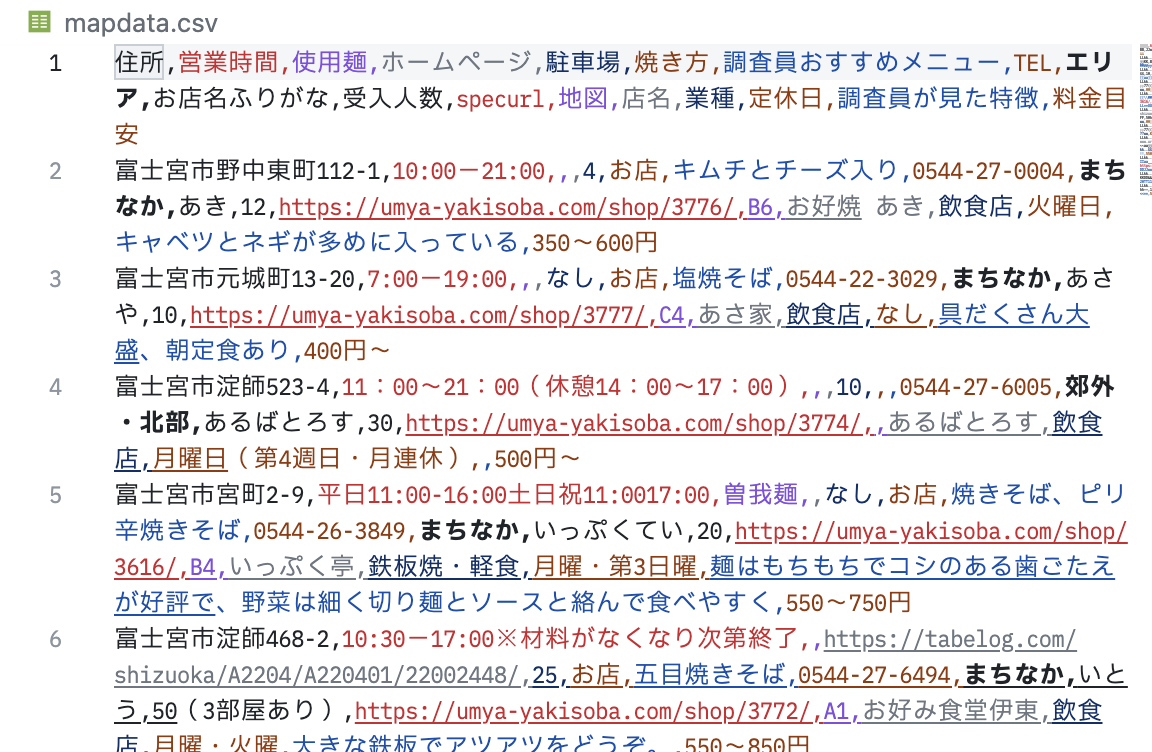 mapdata.csv
1 住所,営業時間,使用麺,ホームページ,駐車場,焼き方,調査員おすすめメニュー,TEL,エリ
ア,お店名ふりがな,受入人数,specurl,地図,店名,業種,定休日,調査員が見た特徴,料金目
安
2 富士宮市野中東町112-1,10:00ー21:00,,,4,お店,キムチとチーズ入り,0544-27-0004,まち
なか,あき,12,https://umya-yakisoba.com/shop/3776/,B6,お好焼 あき,飲食店,火曜日,
キャベツとネギが多めに入っている,350〜600円
3 富士宮市元城町13-20,7:00ー19:00,,,なし,お店,塩焼そば,0544-22-3029,まちなか,あさ
や,10,https://umya-yakisoba.com/shop/3777/,C4,あさ家,飲食店,なし,具だくさん大
盛、朝定食あり,400円〜
4 富士宮市淀師523-4,11：00〜21：00（休憩14：00〜17：00）,,,10,,,0544-27-6005,郊外
・北部,あるばとろす,30,https://umya-yakisoba.com/shop/3774/,,あるばとろす,飲食
店,月曜日（第4週日・月連休）,,500円〜
5 富士宮市宮町2-9,平日11:00-16:00土日祝11:0017:00,曽我麺,,なし,お店,焼きそば、ピリ
辛焼きそば,0544-26-3849,まちなか,いっぷくてい,20,https://umya-yakisoba.com/shop/
3616/,B4,いっぷく亭,鉄板焼・軽食,月曜・第3日曜,麺はもちもちでコシのある歯ごたえ
が好評で、野菜は細く切り麺とソースと絡んで食べやすく,550〜750円
6 富士宮市淀師468-2,10:30ー17:00※材料がなくなり次第終了,,https://tabelog.com/
shizuoka/A2204/A220401/22002448/,25,お店,五目焼きそば,0544-27-6494,まちなか,いと
う,50（3部屋あり）,https://umya-yakisoba.com/shop/3772/,A1,お好み食堂伊東,飲食
店,月曜・火曜,大きな鉄板でアツアツをどうぞ。,550〜850円